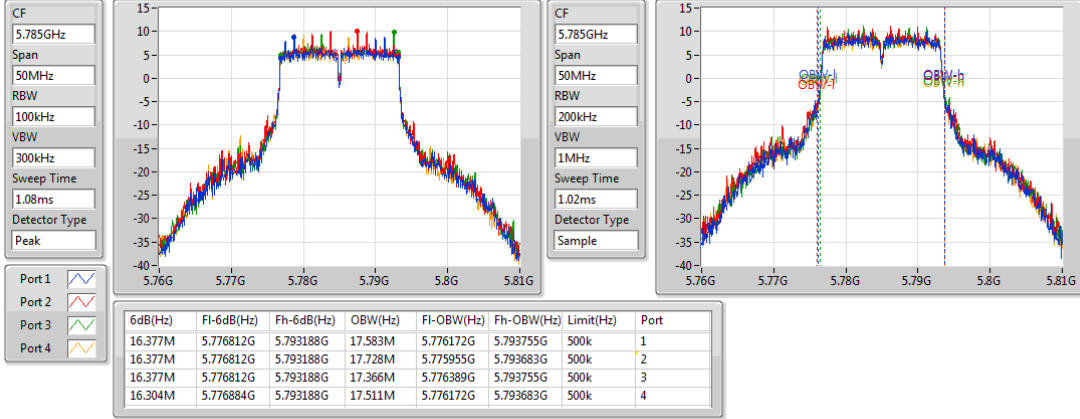 CF
5.785GHz
Span
50MHz
RBW
100kHz
VBW
300kHz
Sweep Time
1.08ms
Detector Type
Peak
15
10
5
0
-5
-10
-15
-20
-25
-30
-35
-40
5.76G 5.77G 5.78G 5.79G 5.8G 5.81G
CF
5.785GHz
Span
50MHz
RBW
200kHz
VBW
1MHz
Sweep Time
1.02ms
Detector Type
Sample
15
10
5
0
-5
-10
-15
-20
-25
-30
-35
-40
OBW-l OBW-h
5.76G 5.77G 5.78G 5.79G 5.8G 5.81G
Port 1
Port 2
Port 3
Port 4
6dB(Hz) Fl-6dB(Hz) Fh-6dB(Hz) OBW(Hz) Fl-OBW(Hz) Fh-OBW(Hz) Limit(Hz) Port
16.377M 5.776812G 5.793188G 17.583M 5.776172G 5.793755G 500k 1
16.377M 5.776812G 5.793188G 17.728M 5.775955G 5.793683G 500k 2
16.377M 5.776812G 5.793188G 17.366M 5.776389G 5.793755G 500k 3
16.304M 5.776884G 5.793188G 17.511M 5.776172G 5.793683G 500k 4